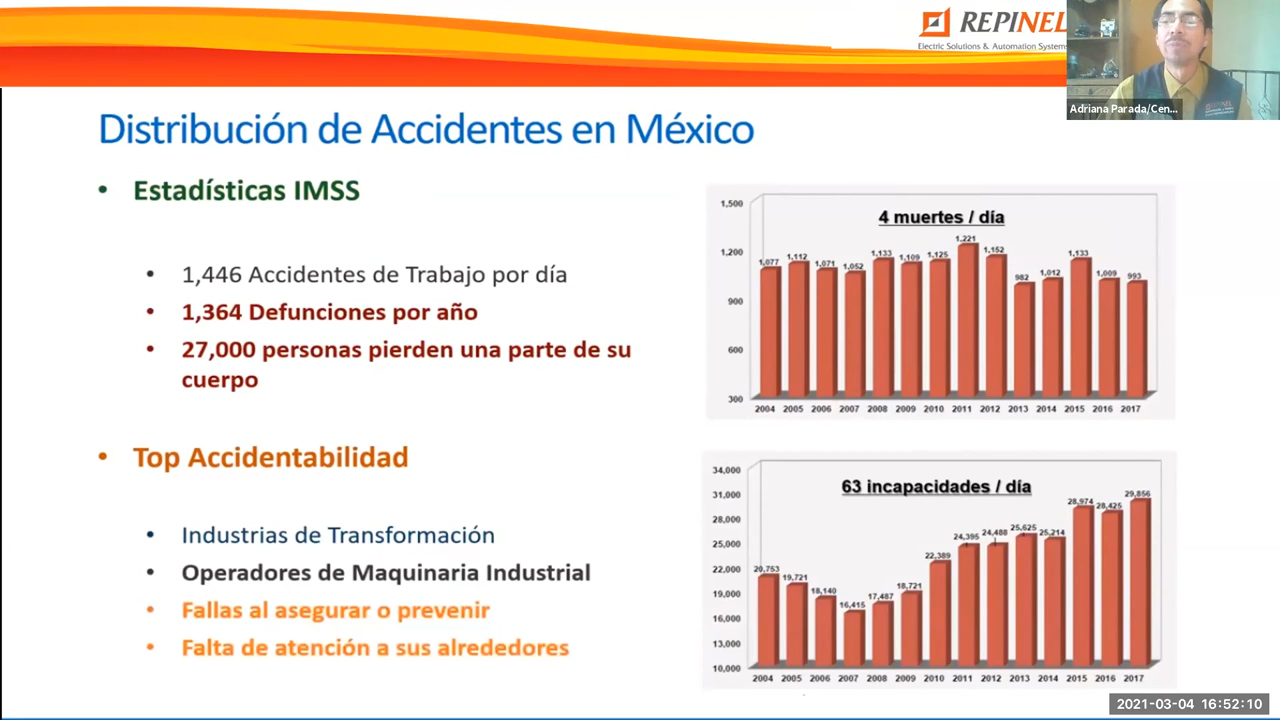 REPINEL
Electric Solutions & Automation Systems
Adriana Parada/Cen...
REPINEL
Distribución de Accidentes en México
• Estadísticas IMSS
• 1,446 Accidentes de Trabajo por día
• 1,364 Defunciones por año
• 27,000 personas pierden una parte de su
cuerpo
• Top Accidentabilidad
• Industrias de Transformación
• Operadores de Maquinaria Industrial
• Fallas al asegurar o prevenir
• Falta de atención a sus alrededores
4 muertes / día
1,500
1,200
900
600
300
1,077 1,112 1,071 1,052 1,133 1,109 1,125 1,221 1,152 982 1,012 1,133 1,009 993
2004 2005 2006 2007 2008 2009 2010 2011 2012 2013 2014 2015 2016 2017
63 incapacidades / día
34,000
31,000
28,000
25,000
22,000
19,000
16,000
13,000
10,000
20,753 19,721 18,140 16,415 17,487 18,721 22,389 24,395 24,488 25,625 25,214 28,974 28,425 29,856
2004 2005 2006 2007 2008 2009 2010 2011 2012 2013 2014 2015 2016 2017
2021-03-04 16:52:10